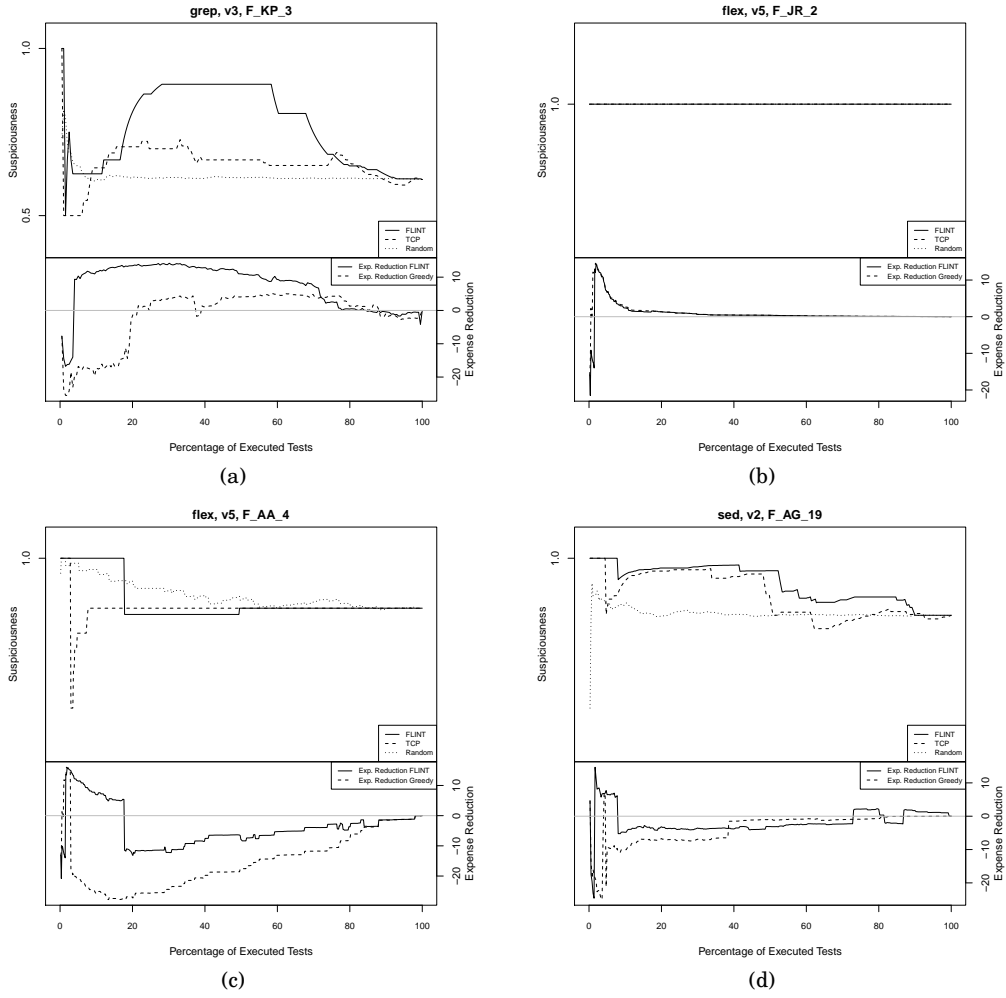 grep, v3, F_KP_3
Suspiciousness
1.0
0.5
FLINT
TCP
Random
Exp. Reduction FLINT
Exp. Reduction Greedy
Expense Reduction
10
0
−10
−20
0 20 40 60 80 100
Percentage of Executed Tests
(a)
flex, v5, F_JR_2
Suspiciousness
1.0
FLINT
TCP
Random
Exp. Reduction FLINT
Exp. Reduction Greedy
Expense Reduction
10
0
−10
−20
0 20 40 60 80 100
Percentage of Executed Tests
(b)
flex, v5, F_AA_4
Suspiciousness
1.0
FLINT
TCP
Random
Exp. Reduction FLINT
Exp. Reduction Greedy
Expense Reduction
10
0
−10
−20
0 20 40 60 80 100
Percentage of Executed Tests
(c)
sed, v2, F_AG_19
Suspiciousness
1.0
FLINT
TCP
Random
Exp. Reduction FLINT
Exp. Reduction Greedy
Expense Reduction
10
0
−10
−20
0 20 40 60 80 100
Percentage of Executed Tests
(d)